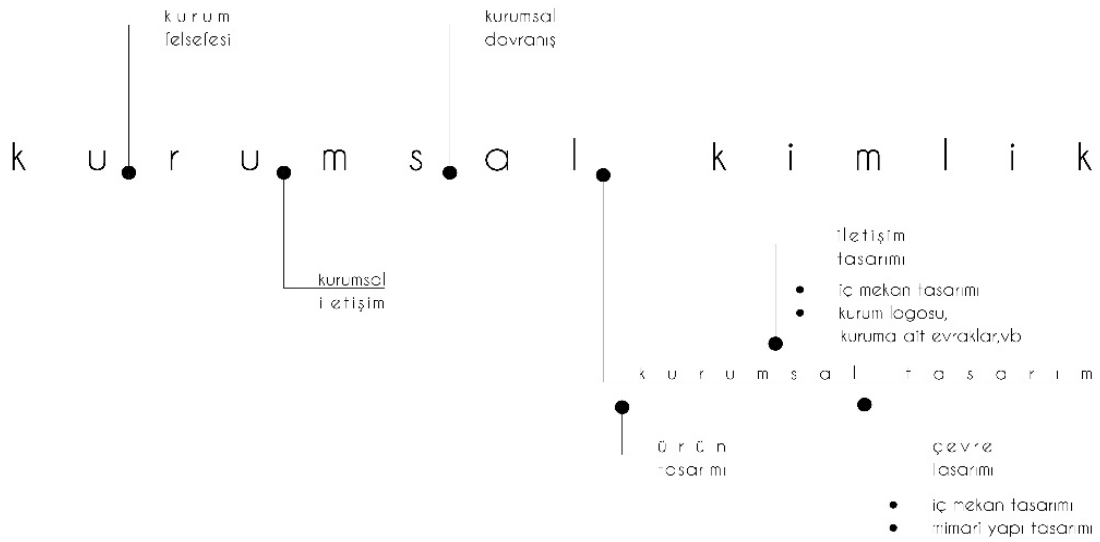 kurum
felsefesi
kurumsal
davranış
kurumsal kimlik
kurumsal
iletişim
iletişim
tasarımı
• iç mekan tasarımı
• kurum logosu,
kuruma ait evraklar,vb
kurumsal tasarım
ürün
tasarımı
çevre
tasarımı
• iç mekan tasarımı
• mimari yapı tasarımı